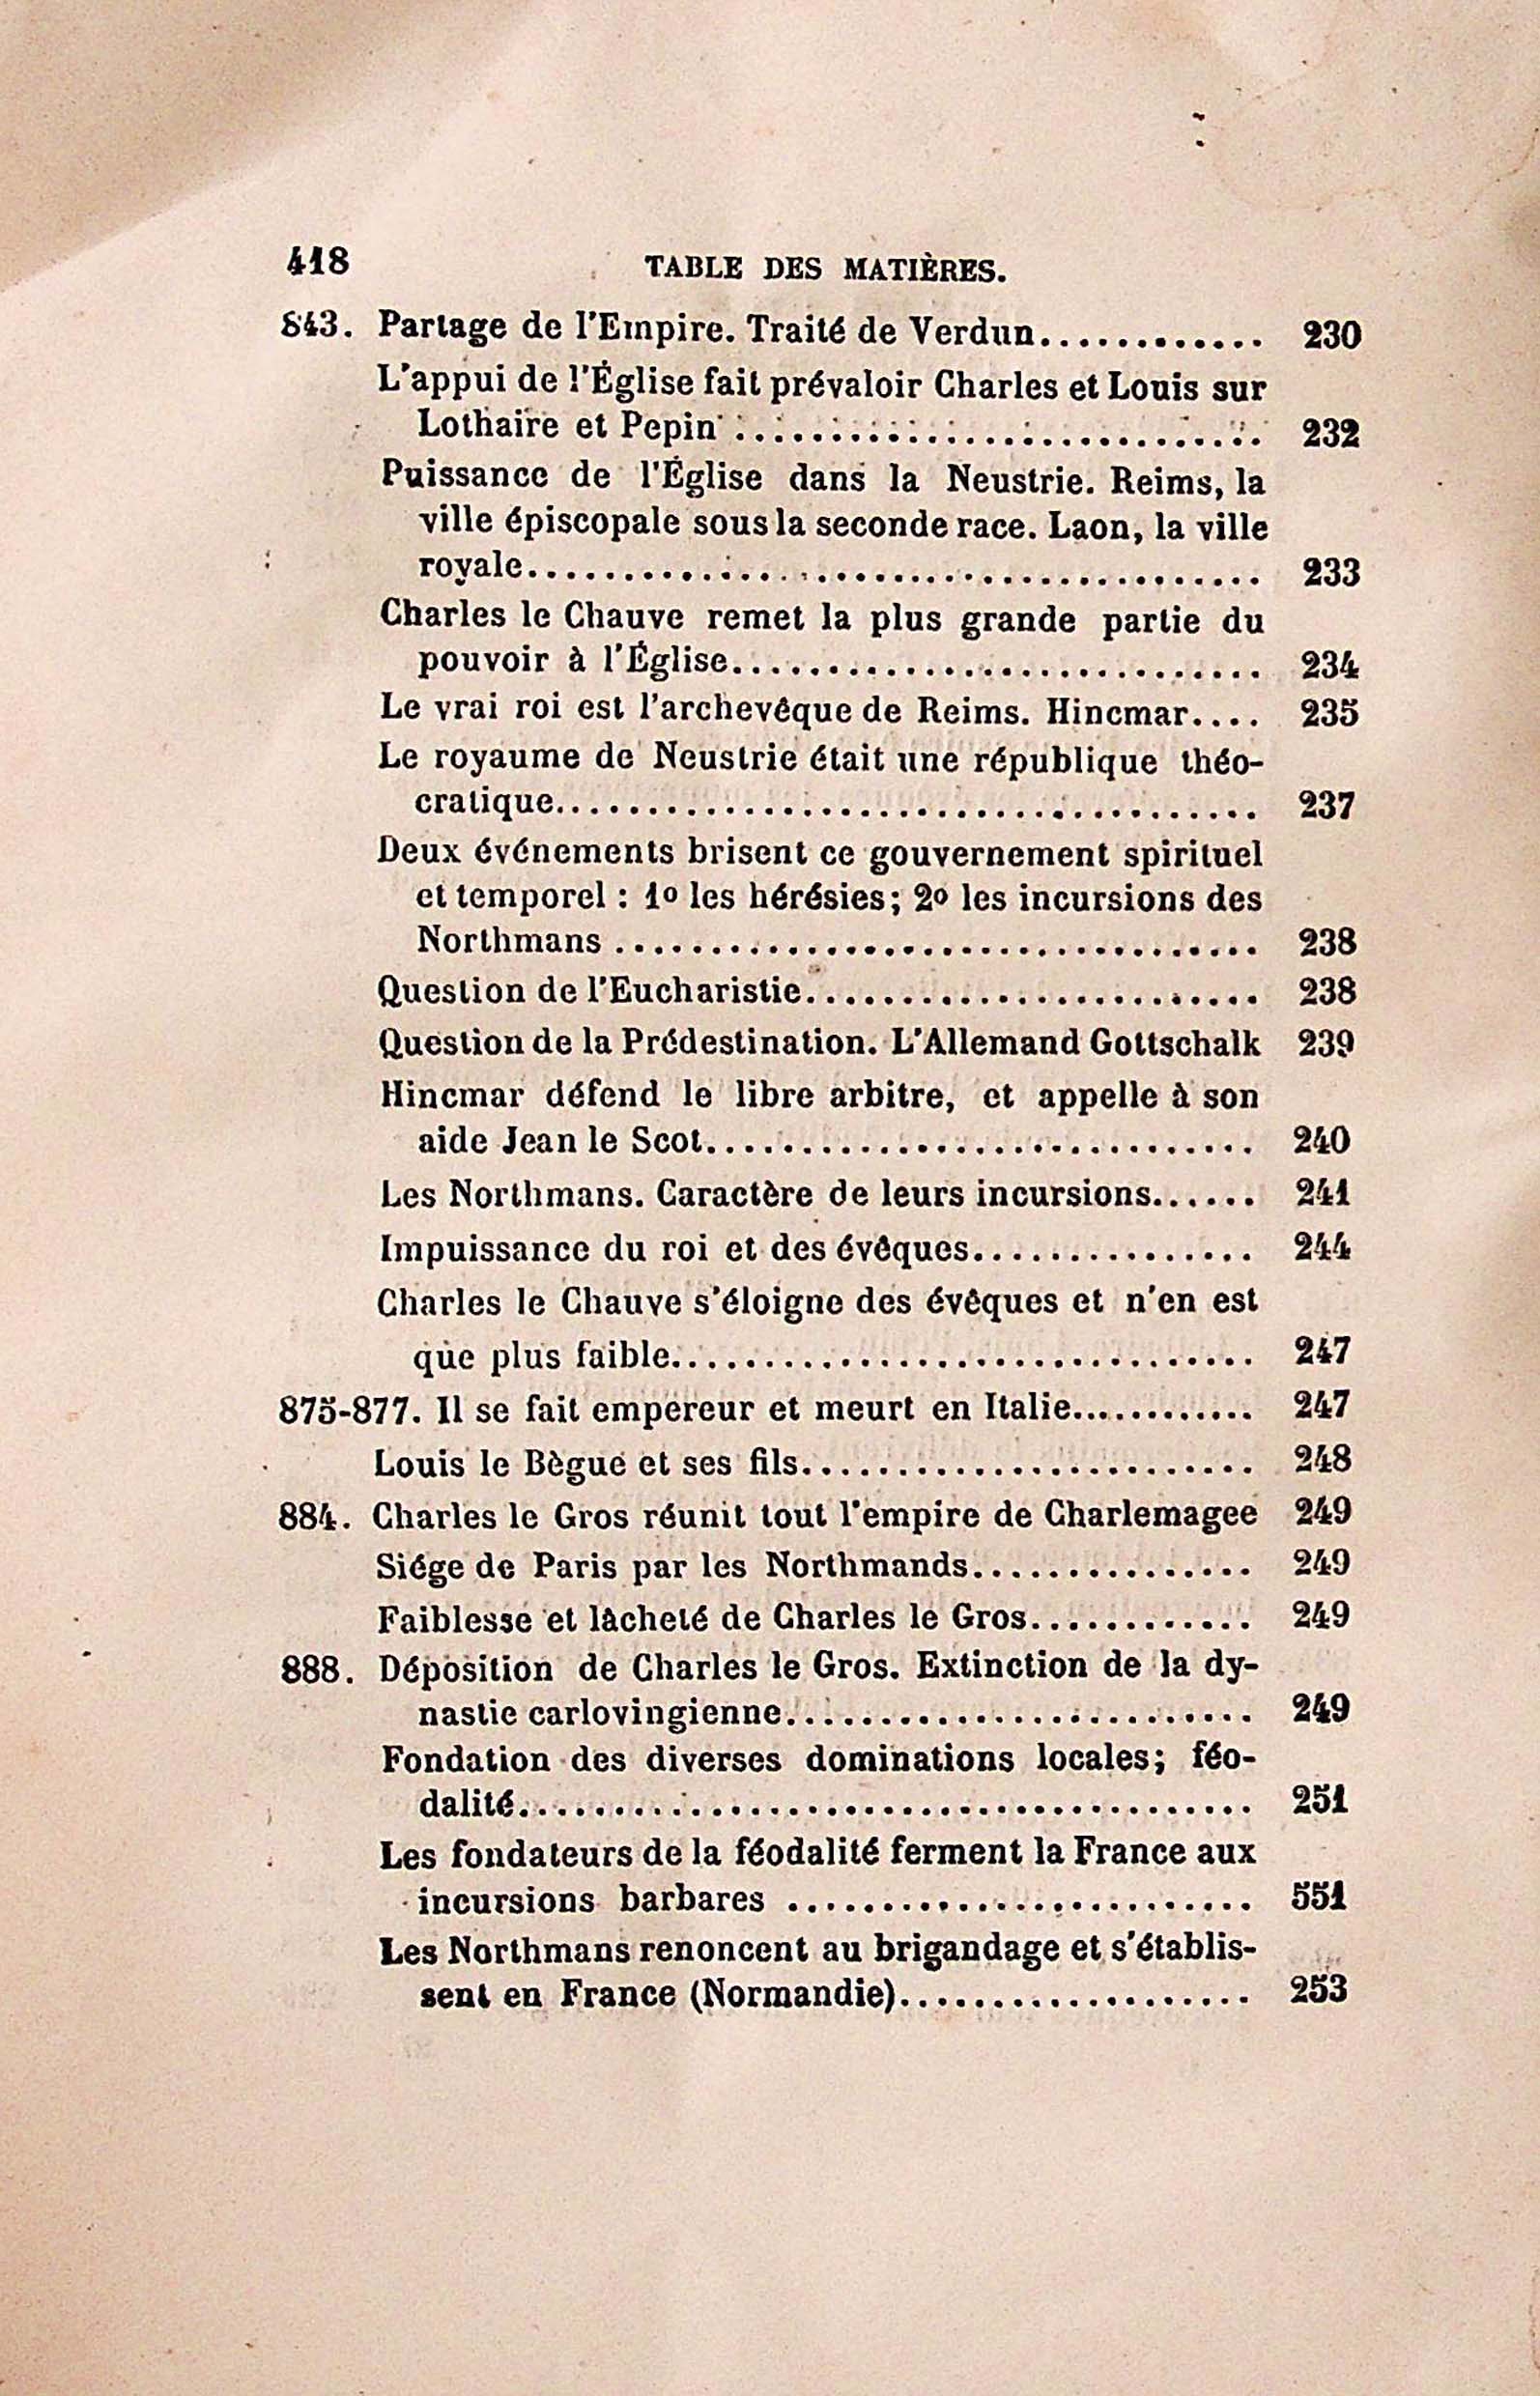 418 TABLE DES MATIÈRES.
843. Partage de l'Empire. Traité de Verdun............ 230
L'appui de l'Église fait prévaloir Charles et Louis sur
Lothaire et Pepin ............................ 232
Puissance de l'Église dans la Neustrie. Reims, la
ville épiscopale sous la seconde race. Laon, la ville
royale....................................... 233
Charles le Chauve remet la plus grande partie du
pouvoir à l'Église............................ 234
Le vrai roi est l'archevêque de Reims. Hincmar.... 235
Le royaume de Neustrie était une république théo-
cratique..................................... 237
Deux événements brisent ce gouvernement spirituel
et temporel : 1º les hérésies; 2º les incursions des
Northmans .................................. 238
Question de l'Eucharistie........................ 238
Question de la Prédestination. L'Allemand Gottschalk 239
Hincmar défend le libre arbitre, et appelle à son
aide Jean le Scot............................. 240
Les Northmans. Caractère de leurs incursions...... 241
Impuissance du roi et des évêques............... 244
Charles le Chauve s'éloigne des évêques et n'en est
que plus faible............................... 247
875-877. Il se fait empereur et meurt en Italie............ 247
Louis le Bègue et ses fils........................ 248
884. Charles le Gros réunit tout l'empire de Charlemagee 249
Siége de Paris par les Northmands............... 249
Faiblesse et lâcheté de Charles le Gros............ 249
888. Déposition de Charles le Gros. Extinction de la dy-
nastie carlovingienne......................... 249
Fondation des diverses dominations locales; féo-
dalité....................................... 251
Les fondateurs de la féodalité ferment la France aux
incursions barbares ......................... 551
Les Northmans renoncent au brigandage et s'établis-
sent en France (Normandie)................... 253